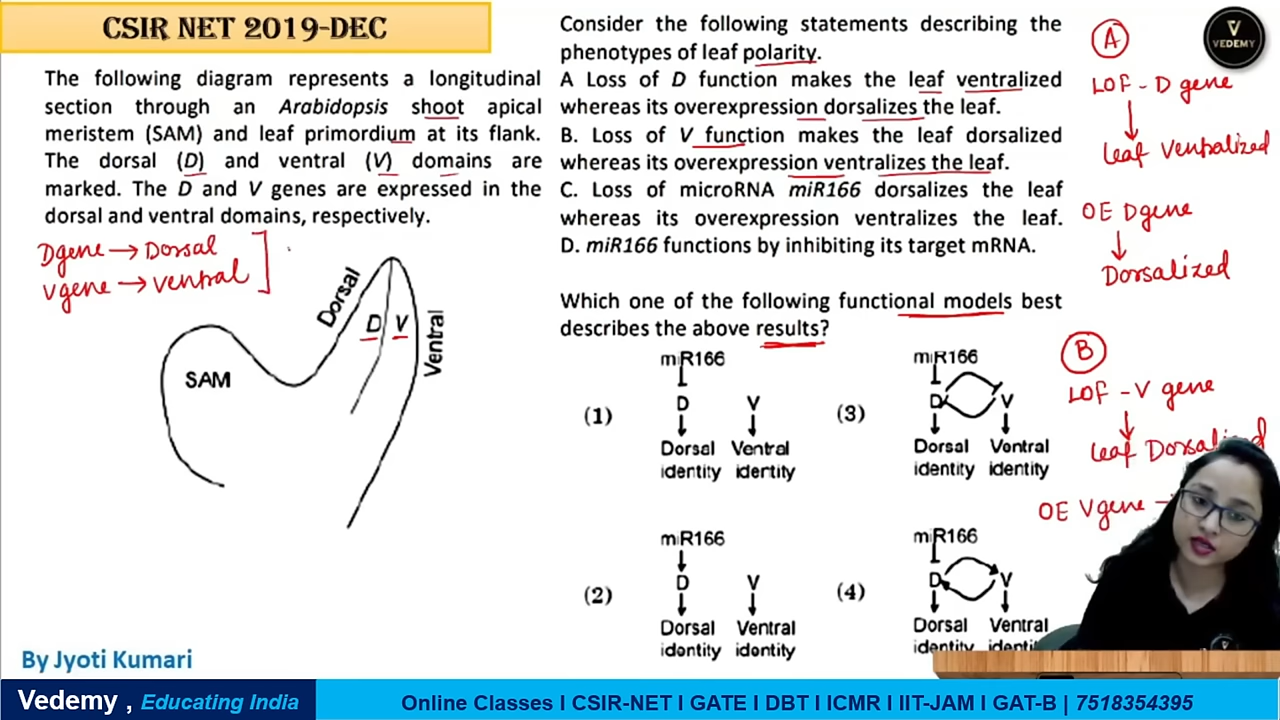 CSIR NET 2019-DEC
The following diagram represents a longitudinal
section through an Arabidopsis shoot apical
meristem (SAM) and leaf primordium at its flank.
The dorsal (D) and ventral (V) domains are
marked. The D and V genes are expressed in the
dorsal and ventral domains, respectively.
Dgene → Dorsal
Vgene → ventral
Dorsal
D
V
Ventral
SAM
By Jyoti Kumari
Consider the following statements describing the
phenotypes of leaf polarity.
A Loss of D function makes the leaf ventralized
whereas its overexpression dorsalizes the leaf.
B. Loss of V function makes the leaf dorsalized
whereas its overexpression ventralizes the leaf.
C. Loss of microRNA miR166 dorsalizes the leaf
whereas its overexpression ventralizes the leaf.
D. miR166 functions by inhibiting its target mRNA.
Which one of the following functional models best
describes the above results?
miR166
(1)
D V
Dorsal Ventral
identity identity
miR166
(3)
D V
Dorsal Ventral
identity identity
miR166
(2)
D V
Dorsal Ventral
identity identity
miR166
(4)
D V
Dorsal Ventral
V
VEDEMY
A
LOF - D gene
leaf Ventralized
OE Dgene
Dorsalized
B
LOF - V gene
leaf
OE Vgene →
Vedemy , Educating India
Online Classes I CSIR-NET I GATE I DBT I ICMR I IIT-JAM I GAT-B | 7518354395